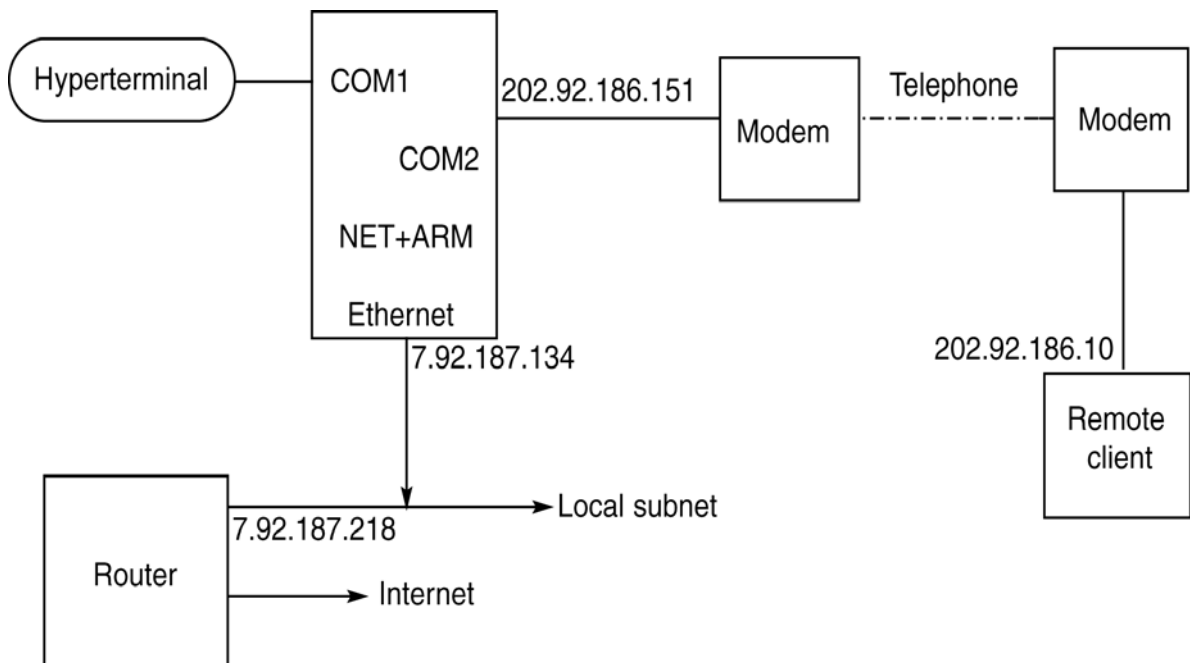 Hyperterminal
COM1
202.92.186.151
Telephone
Modem
Modem
COM2
NET+ARM
Ethernet
7.92.187.134
202.92.186.10
Remote
client
Local subnet
7.92.187.218
Router
Internet